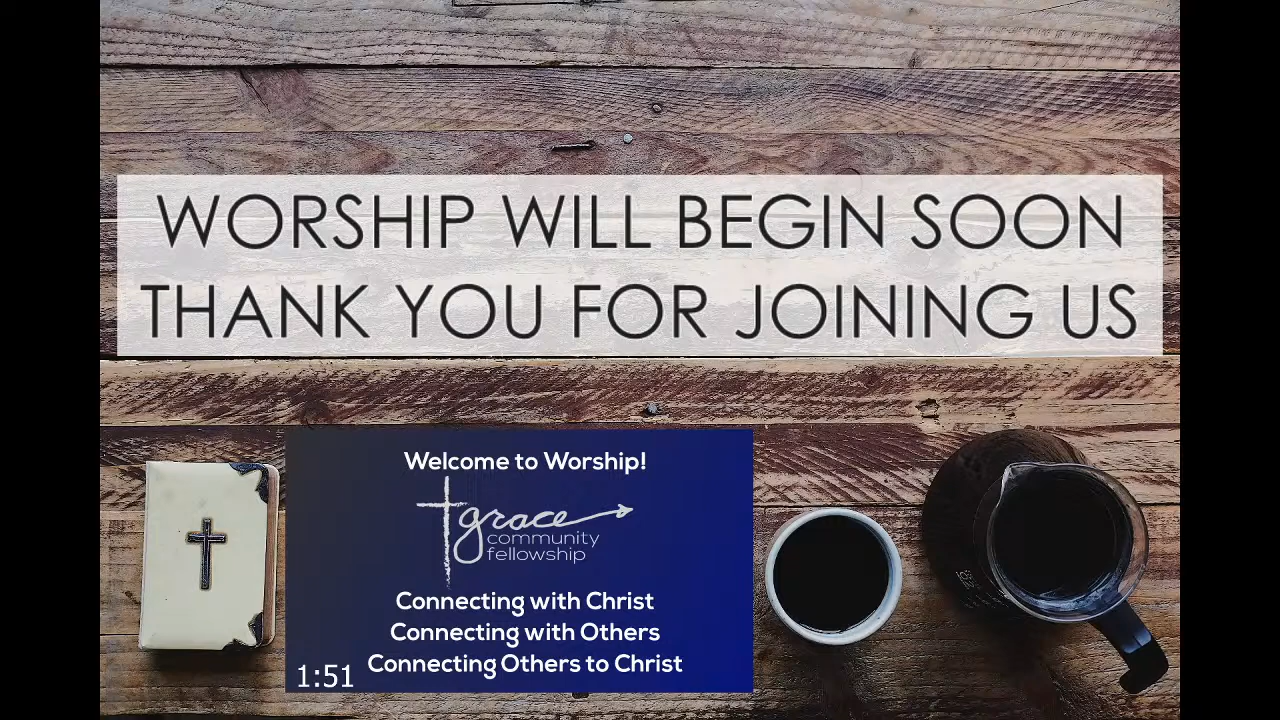 WORSHIP WILL BEGIN SOON
THANK YOU FOR JOINING US
Welcome to Worship!
grace
community
fellowship
Connecting with Christ
Connecting with Others
Connecting Others to Christ
1:51